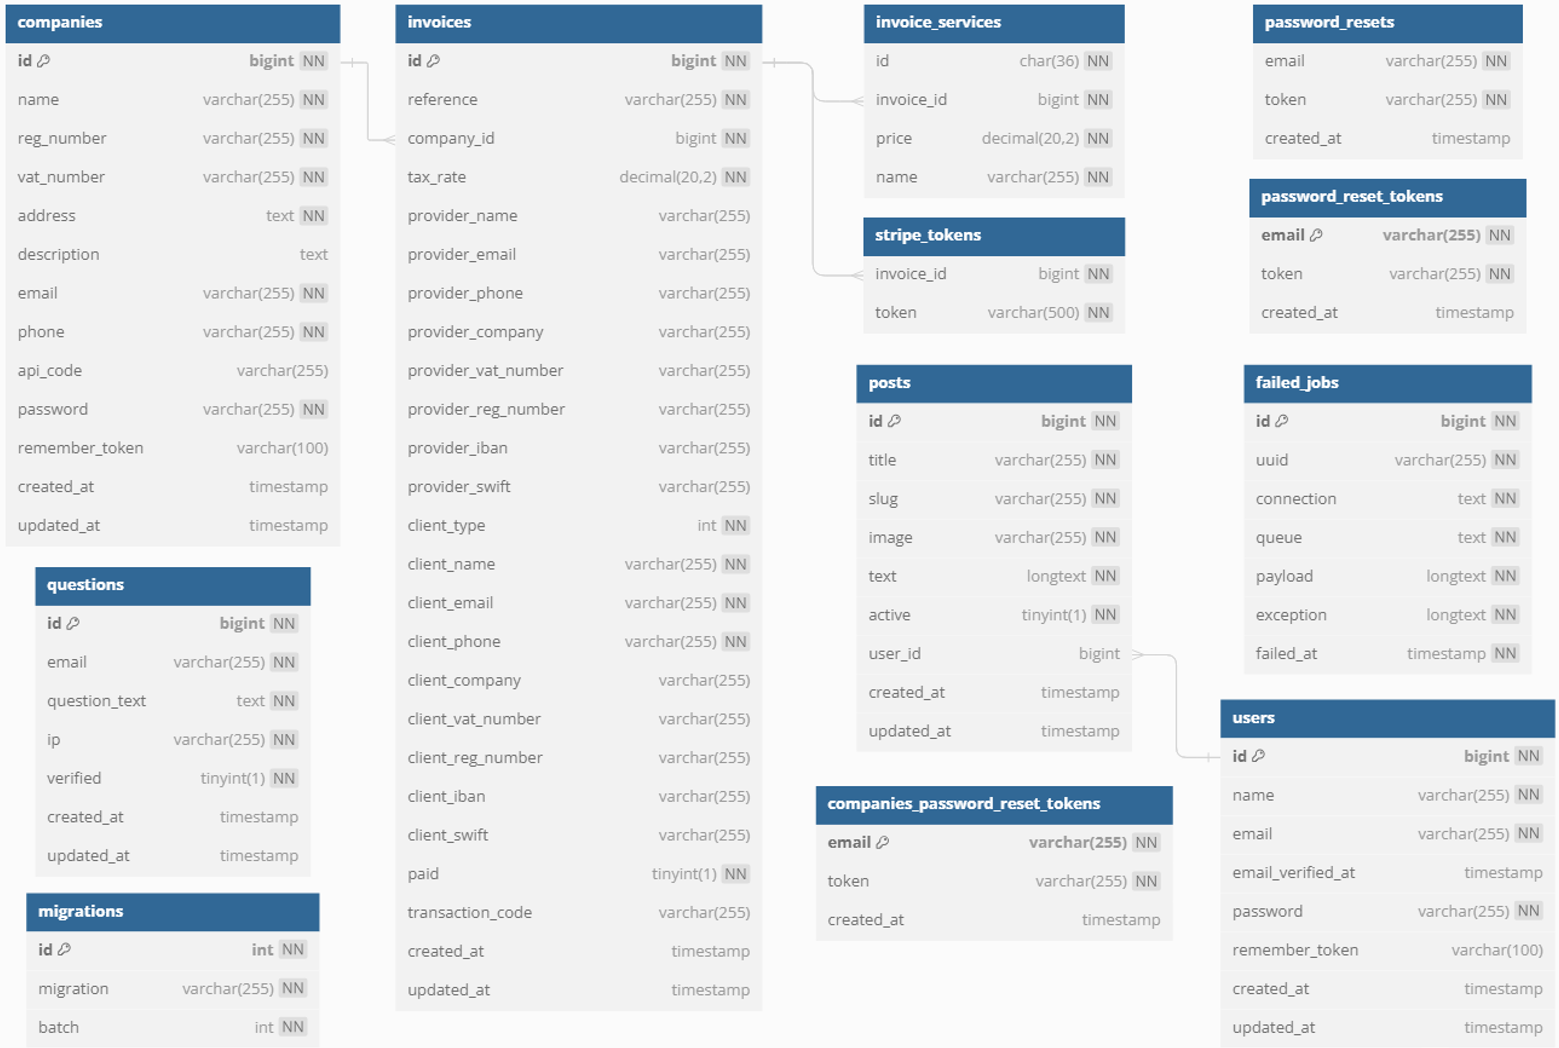 companies
id bigint NN
name varchar(255) NN
reg_number varchar(255) NN
vat_number varchar(255) NN
address text NN
description text
email varchar(255) NN
phone varchar(255) NN
api_code varchar(255)
password varchar(255) NN
remember_token varchar(100)
created_at timestamp
updated_at timestamp
questions
id bigint NN
email varchar(255) NN
question_text text NN
ip varchar(255) NN
verified tinyint(1) NN
created_at timestamp
updated_at timestamp
migrations
id int NN
migration varchar(255) NN
batch int NN
invoices
id bigint NN
reference varchar(255) NN
company_id bigint NN
tax_rate decimal(20,2) NN
provider_name varchar(255)
provider_email varchar(255)
provider_phone varchar(255)
provider_company varchar(255)
provider_vat_number varchar(255)
provider_reg_number varchar(255)
provider_iban varchar(255)
provider_swift varchar(255)
client_type int NN
client_name varchar(255) NN
client_email varchar(255) NN
client_phone varchar(255) NN
client_company varchar(255)
client_vat_number varchar(255)
client_reg_number varchar(255)
client_iban varchar(255)
client_swift varchar(255)
paid tinyint(1) NN
transaction_code varchar(255)
created_at timestamp
updated_at timestamp
invoice_services
id char(36) NN
invoice_id bigint NN
price decimal(20,2) NN
name varchar(255) NN
stripe_tokens
invoice_id bigint NN
token varchar(500) NN
posts
id bigint NN
title varchar(255) NN
slug varchar(255) NN
image varchar(255) NN
text longtext NN
active tinyint(1) NN
user_id bigint
created_at timestamp
updated_at timestamp
companies_password_reset_tokens
email varchar(255) NN
token varchar(255) NN
created_at timestamp
password_resets
email varchar(255) NN
token varchar(255) NN
created_at timestamp
password_reset_tokens
email varchar(255) NN
token varchar(255) NN
created_at timestamp
failed_jobs
id bigint NN
uuid varchar(255) NN
connection text NN
queue text NN
payload longtext NN
exception longtext NN
failed_at timestamp NN
users
id bigint NN
name varchar(255) NN
email varchar(255) NN
email_verified_at timestamp
password varchar(255) NN
remember_token varchar(100)
created_at timestamp
updated_at timestamp